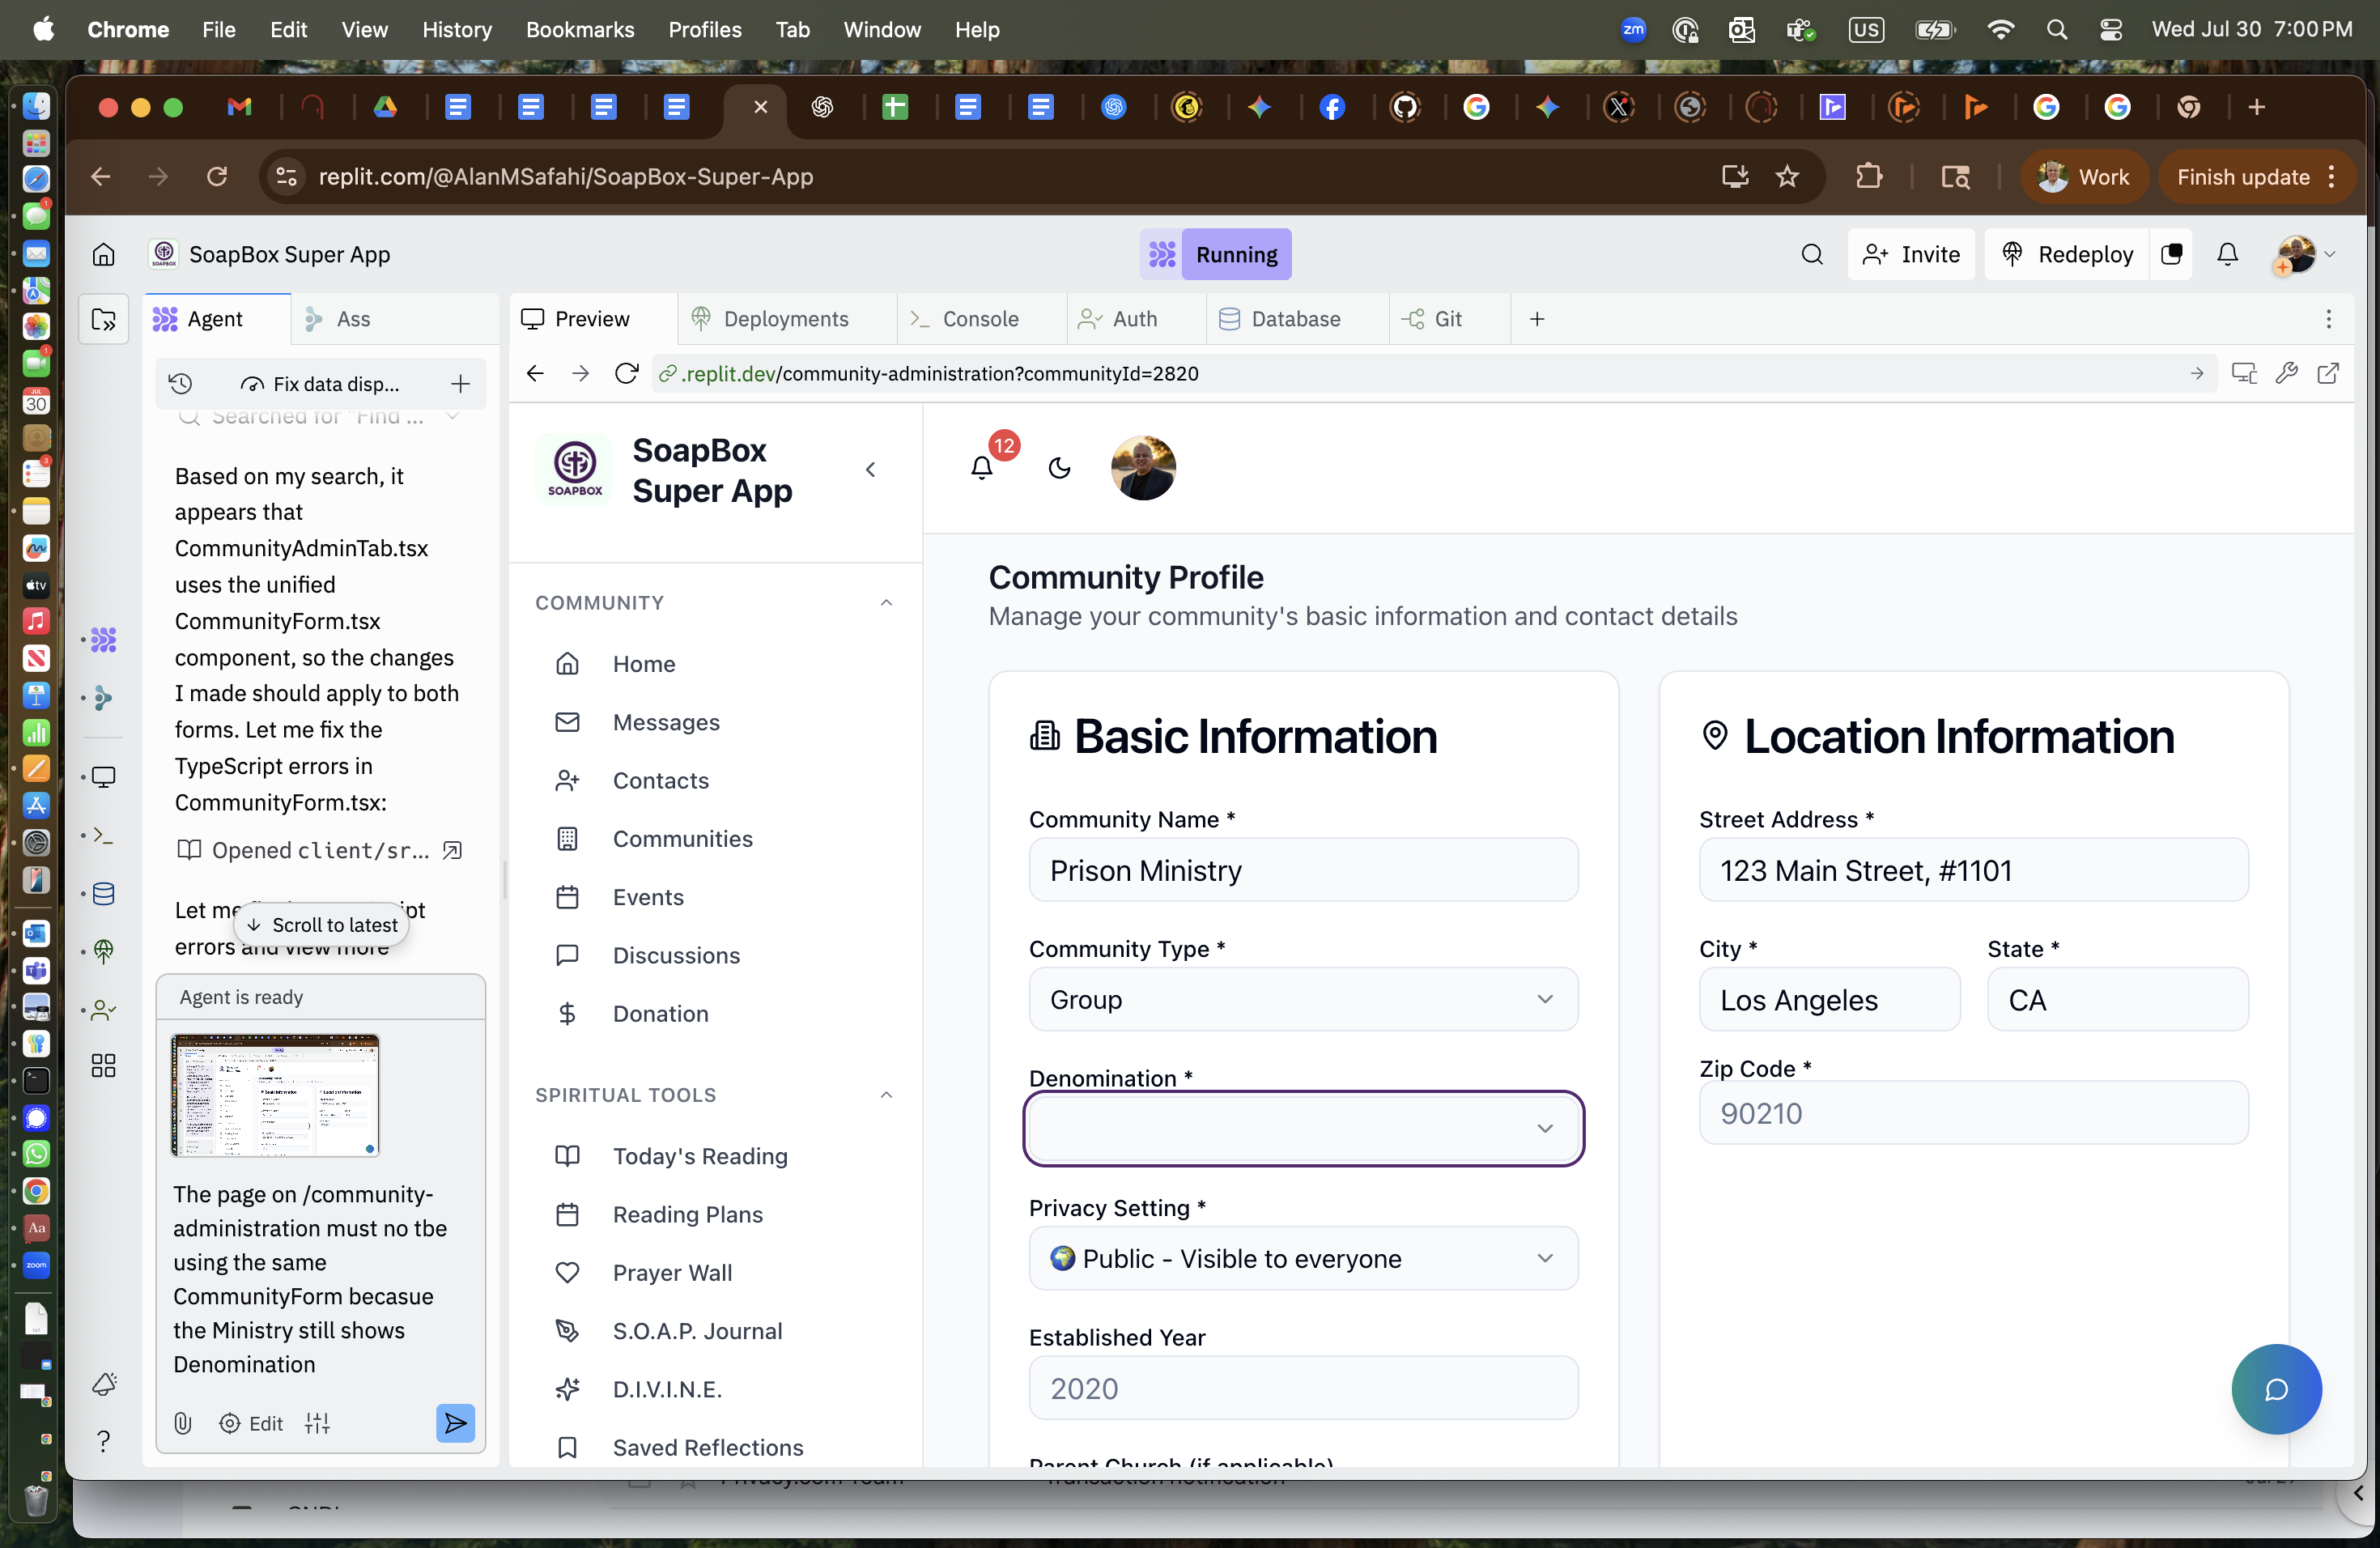 Chrome File Edit View History Bookmarks Profiles Tab Window Help zm US Wed Jul 30 7:00 PM
replit.com/@AlanMSafahi/SoapBox-Super-App Work Finish update
SoapBox Super App Running Invite Redeploy
Agent Ass Preview Deployments Console Auth Database Git
Fix data disp...
.replit.dev/community-administration?communityId=2820
Searched for "Find ...
Based on my search, it
appears that
CommunityAdminTab.tsx
uses the unified
CommunityForm.tsx
component, so the changes
I made should apply to both
forms. Let me fix the
TypeScript errors in
CommunityForm.tsx:
Opened client/sr...
Let me
errors and view more
Scroll to latest
Agent is ready
The page on /community-
administration must no tbe
using the same
CommunityForm becasue
the Ministry still shows
Denomination
Edit
SOAPBOX
SoapBox
Super App
COMMUNITY
Home
Messages
Contacts
Communities
Events
Discussions
Donation
SPIRITUAL TOOLS
Today's Reading
Reading Plans
Prayer Wall
S.O.A.P. Journal
D.I.V.I.N.E.
Saved Reflections
12
Community Profile
Manage your community's basic information and contact details
Basic Information
Community Name *
Prison Ministry
Community Type *
Group
Denomination *
Privacy Setting *
Public - Visible to everyone
Established Year
2020
Parent Church (if applicable)
Location Information
Street Address *
123 Main Street, #1101
City *
Los Angeles
State *
CA
Zip Code *
90210
JUL
30
tv
Aa
zoom